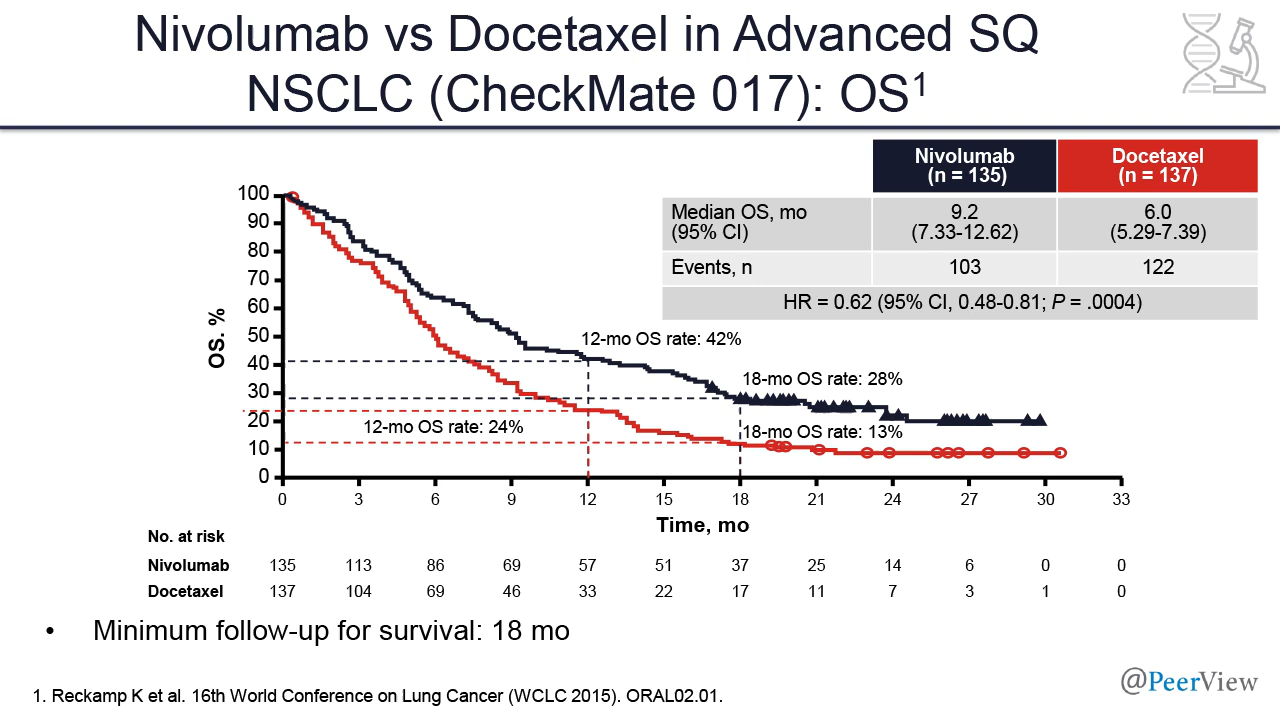 Nivolumab vs Docetaxel in Advanced SQ
NSCLC (CheckMate 017): OS1
Nivolumab
(n = 135)
Docetaxel
(n = 137)
Median OS, mo
(95% CI)
9.2
(7.33-12.62)
6.0
(5.29-7.39)
Events, n 103 122
HR = 0.62 (95% CI, 0.48-0.81; P = .0004)
OS. %
100
90
80
70
60
50
40
30
20
10
0
12-mo OS rate: 42%
18-mo OS rate: 28%
12-mo OS rate: 24%
18-mo OS rate: 13%
0 3 6 9 12 15 18 21 24 27 30 33
Time, mo
No. at risk
Nivolumab 135 113 86 69 57 51 37 25 14 6 0 0
Docetaxel 137 104 69 46 33 22 17 11 7 3 1 0
• Minimum follow-up for survival: 18 mo
1. Reckamp K et al. 16th World Conference on Lung Cancer (WCLC 2015). ORAL02.01.
@PeerView